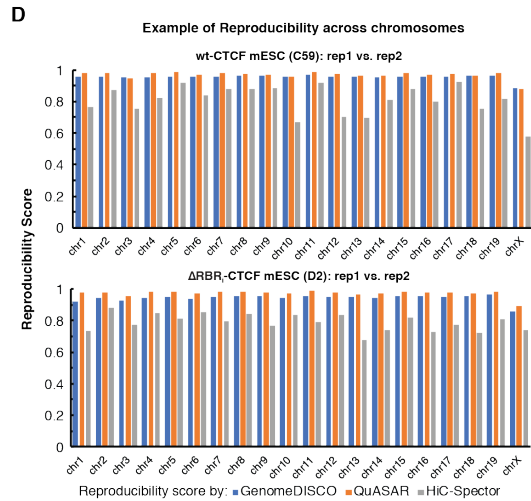 D
Example of Reproducibility across chromosomes
wt-CTCF mESC (C59): rep1 vs. rep2
1
0.8
0.6
0.4
0.2
0
chr1 chr2 chr3 chr4 chr5 chr6 chr7 chr8 chr9 chr10 chr11 chr12 chr13 chr14 chr15 chr16 chr17 chr18 chr19 chrX
Reproducibility Score
ΔRBRi-CTCF mESC (D2): rep1 vs. rep2
1
0.8
0.6
0.4
0.2
0
chr1 chr2 chr3 chr4 chr5 chr6 chr7 chr8 chr9 chr10 chr11 chr12 chr13 chr14 chr15 chr16 chr17 chr18 chr19 chrX
Reproducibility score by: GenomeDISCO QuASAR HiC-Spector